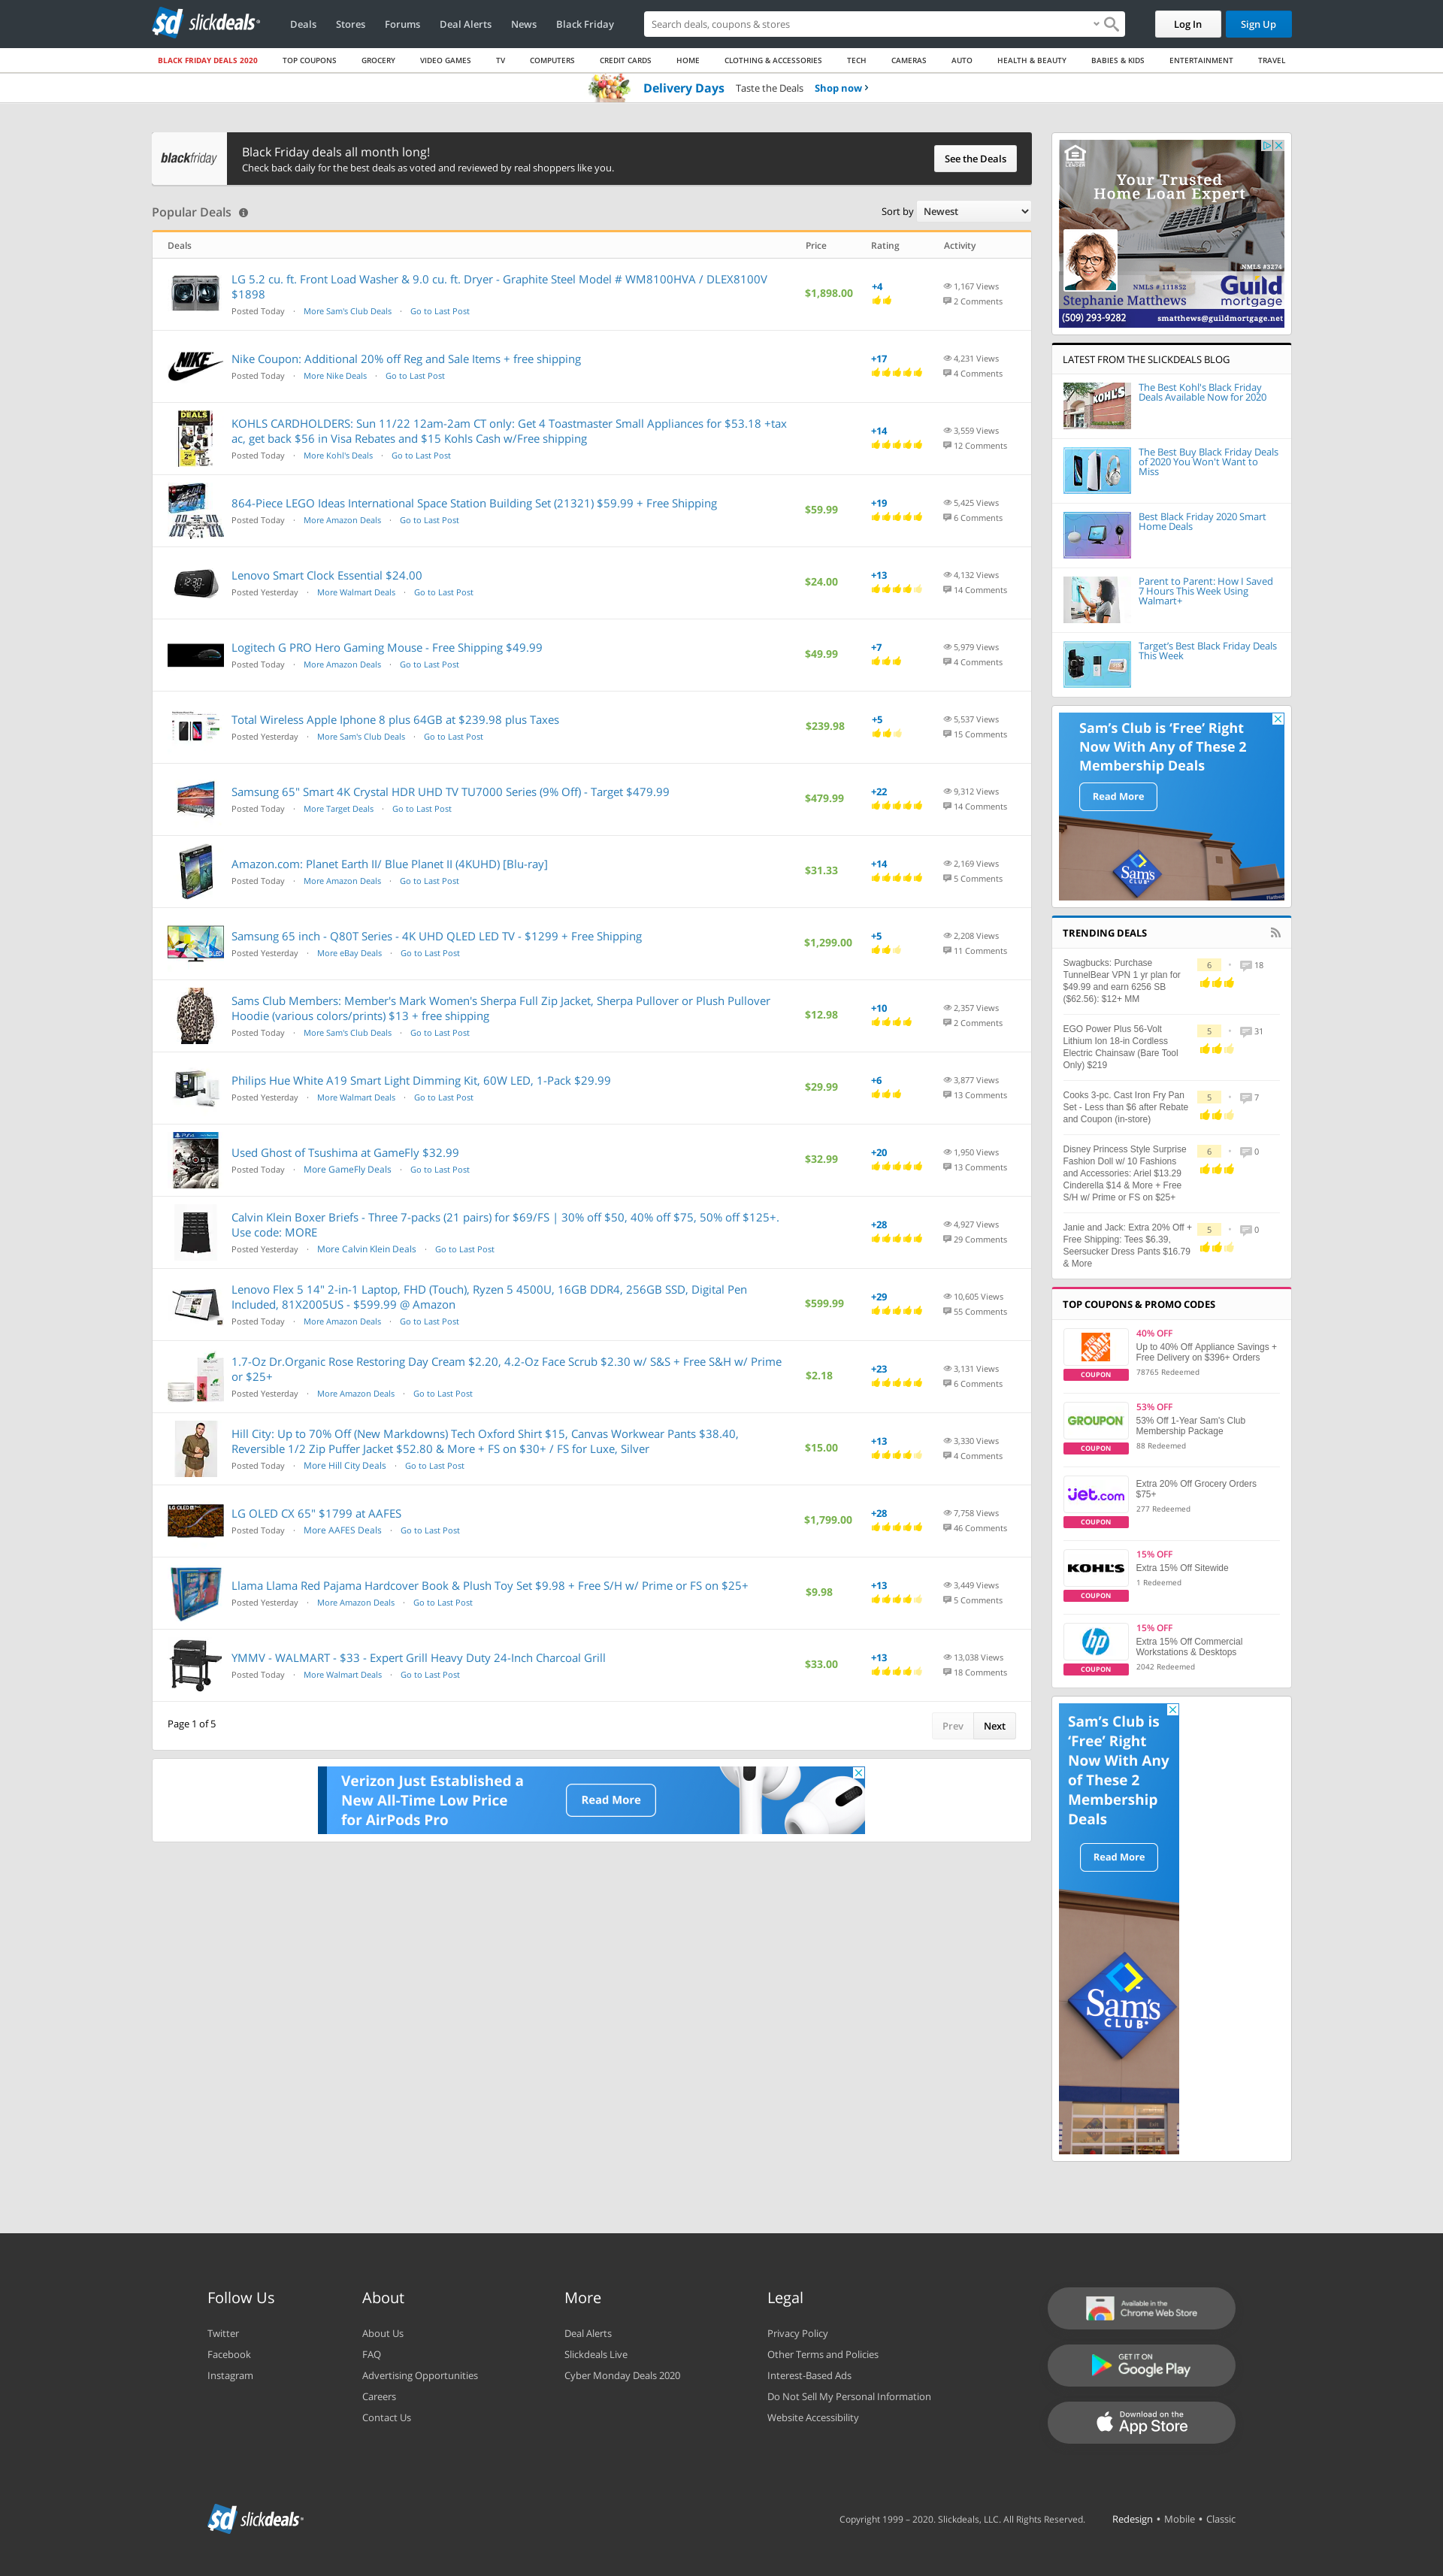 slickdeals
Deals Stores Forums Deal Alerts News Black Friday
Search deals, coupons & stores
Log In Sign Up
BLACK FRIDAY DEALS 2020 TOP COUPONS GROCERY VIDEO GAMES TV COMPUTERS CREDIT CARDS HOME CLOTHING & ACCESSORIES TECH CAMERAS AUTO HEALTH & BEAUTY BABIES & KIDS ENTERTAINMENT TRAVEL
Delivery Days Taste the Deals Shop now
blackfriday
Black Friday deals all month long!
Check back daily for the best deals as voted and reviewed by real shoppers like you.
See the Deals
Popular Deals
Sort by Newest
Deals Price Rating Activity
LG 5.2 cu. ft. Front Load Washer & 9.0 cu. ft. Dryer - Graphite Steel Model # WM8100HVA / DLEX8100V
$1898
Posted Today · More Sam's Club Deals · Go to Last Post
$1,898.00
+4
1,167 Views
2 Comments
Nike Coupon: Additional 20% off Reg and Sale Items + free shipping
Posted Today · More Nike Deals · Go to Last Post
+17
4,231 Views
4 Comments
KOHLS CARDHOLDERS: Sun 11/22 12am-2am CT only: Get 4 Toastmaster Small Appliances for $53.18 +tax
ac, get back $56 in Visa Rebates and $15 Kohls Cash w/Free shipping
Posted Today · More Kohl's Deals · Go to Last Post
+14
3,559 Views
12 Comments
864-Piece LEGO Ideas International Space Station Building Set (21321) $59.99 + Free Shipping
Posted Today · More Amazon Deals · Go to Last Post
$59.99
+19
5,425 Views
6 Comments
Lenovo Smart Clock Essential $24.00
Posted Yesterday · More Walmart Deals · Go to Last Post
$24.00
+13
4,132 Views
14 Comments
Logitech G PRO Hero Gaming Mouse - Free Shipping $49.99
Posted Today · More Amazon Deals · Go to Last Post
$49.99
+7
5,979 Views
4 Comments
Total Wireless Apple Iphone 8 plus 64GB at $239.98 plus Taxes
Posted Yesterday · More Sam's Club Deals · Go to Last Post
$239.98
+5
5,537 Views
15 Comments
Samsung 65" Smart 4K Crystal HDR UHD TV TU7000 Series (9% Off) - Target $479.99
Posted Today · More Target Deals · Go to Last Post
$479.99
+22
9,312 Views
14 Comments
Amazon.com: Planet Earth II/ Blue Planet II (4KUHD) [Blu-ray]
Posted Today · More Amazon Deals · Go to Last Post
$31.33
+14
2,169 Views
5 Comments
Samsung 65 inch - Q80T Series - 4K UHD QLED LED TV - $1299 + Free Shipping
Posted Yesterday · More eBay Deals · Go to Last Post
$1,299.00
+5
2,208 Views
11 Comments
Sams Club Members: Member's Mark Women's Sherpa Full Zip Jacket, Sherpa Pullover or Plush Pullover
Hoodie (various colors/prints) $13 + free shipping
Posted Today · More Sam's Club Deals · Go to Last Post
$12.98
+10
2,357 Views
2 Comments
Philips Hue White A19 Smart Light Dimming Kit, 60W LED, 1-Pack $29.99
Posted Yesterday · More Walmart Deals · Go to Last Post
$29.99
+6
3,877 Views
13 Comments
Used Ghost of Tsushima at GameFly $32.99
Posted Today · More GameFly Deals · Go to Last Post
$32.99
+20
1,950 Views
13 Comments
Calvin Klein Boxer Briefs - Three 7-packs (21 pairs) for $69/FS | 30% off $50, 40% off $75, 50% off $125+.
Use code: MORE
Posted Yesterday · More Calvin Klein Deals · Go to Last Post
+28
4,927 Views
29 Comments
Lenovo Flex 5 14" 2-in-1 Laptop, FHD (Touch), Ryzen 5 4500U, 16GB DDR4, 256GB SSD, Digital Pen
Included, 81X2005US - $599.99 @ Amazon
Posted Today · More Amazon Deals · Go to Last Post
$599.99
+29
10,605 Views
55 Comments
1.7-Oz Dr.Organic Rose Restoring Day Cream $2.20, 4.2-Oz Face Scrub $2.30 w/ S&S + Free S&H w/ Prime
or $25+
Posted Yesterday · More Amazon Deals · Go to Last Post
$2.18
+23
3,131 Views
6 Comments
Hill City: Up to 70% Off (New Markdowns) Tech Oxford Shirt $15, Canvas Workwear Pants $38.40,
Reversible 1/2 Zip Puffer Jacket $52.80 & More + FS on $30+ / FS for Luxe, Silver
Posted Today · More Hill City Deals · Go to Last Post
$15.00
+13
3,330 Views
4 Comments
LG OLED CX 65" $1799 at AAFES
Posted Today · More AAFES Deals · Go to Last Post
$1,799.00
+28
7,758 Views
46 Comments
Llama Llama Red Pajama Hardcover Book & Plush Toy Set $9.98 + Free S/H w/ Prime or FS on $25+
Posted Yesterday · More Amazon Deals · Go to Last Post
$9.98
+13
3,449 Views
5 Comments
YMMV - WALMART - $33 - Expert Grill Heavy Duty 24-Inch Charcoal Grill
Posted Today · More Walmart Deals · Go to Last Post
$33.00
+13
13,038 Views
18 Comments
Page 1 of 5
Prev Next
Verizon Just Established a
New All-Time Low Price
for AirPods Pro
Read More
Your Trusted
Home Loan Expert
NMLS #3274
NMLS # 111852
Guild
mortgage
Stephanie Matthews
(509) 293-9282 smatthews@guildmortgage.net
LATEST FROM THE SLICKDEALS BLOG
The Best Kohl's Black Friday
Deals Available Now for 2020
The Best Buy Black Friday Deals
of 2020 You Won't Want to
Miss
Best Black Friday 2020 Smart
Home Deals
Parent to Parent: How I Saved
7 Hours This Week Using
Walmart+
Target's Best Black Friday Deals
This Week
Sam's Club is 'Free' Right
Now With Any of These 2
Membership Deals
Read More
Sam's
CLUB
TRENDING DEALS
Swagbucks: Purchase
TunnelBear VPN 1 yr plan for
$49.99 and earn 6256 SB
($62.56): $12+ MM
6 · 18
EGO Power Plus 56-Volt
Lithium Ion 18-in Cordless
Electric Chainsaw (Bare Tool
Only) $219
5 · 31
Cooks 3-pc. Cast Iron Fry Pan
Set - Less than $6 after Rebate
and Coupon (in-store)
5 · 7
Disney Princess Style Surprise
Fashion Doll w/ 10 Fashions
and Accessories: Ariel $13.29
Cinderella $14 & More + Free
S/H w/ Prime or FS on $25+
6 · 0
Janie and Jack: Extra 20% Off +
Free Shipping: Tees $6.39,
Seersucker Dress Pants $16.79
& More
5 · 0
TOP COUPONS & PROMO CODES
40% OFF
Up to 40% Off Appliance Savings +
Free Delivery on $396+ Orders
78765 Redeemed
COUPON
GROUPON
53% OFF
53% Off 1-Year Sam's Club
Membership Package
88 Redeemed
COUPON
jet.com
Extra 20% Off Grocery Orders
$75+
277 Redeemed
COUPON
KOHL'S
15% OFF
Extra 15% Off Sitewide
1 Redeemed
COUPON
hp
15% OFF
Extra 15% Off Commercial
Workstations & Desktops
2042 Redeemed
COUPON
Sam's Club is
'Free' Right
Now With Any
of These 2
Membership
Deals
Read More
Sam's
CLUB
Follow Us
Twitter
Facebook
Instagram
About
About Us
FAQ
Advertising Opportunities
Careers
Contact Us
More
Deal Alerts
Slickdeals Live
Cyber Monday Deals 2020
Legal
Privacy Policy
Other Terms and Policies
Interest-Based Ads
Do Not Sell My Personal Information
Website Accessibility
Available in the
Chrome Web Store
GET IT ON
Google Play
Download on the
App Store
slickdeals
Copyright 1999 – 2020. Slickdeals, LLC. All Rights Reserved. Redesign • Mobile • Classic